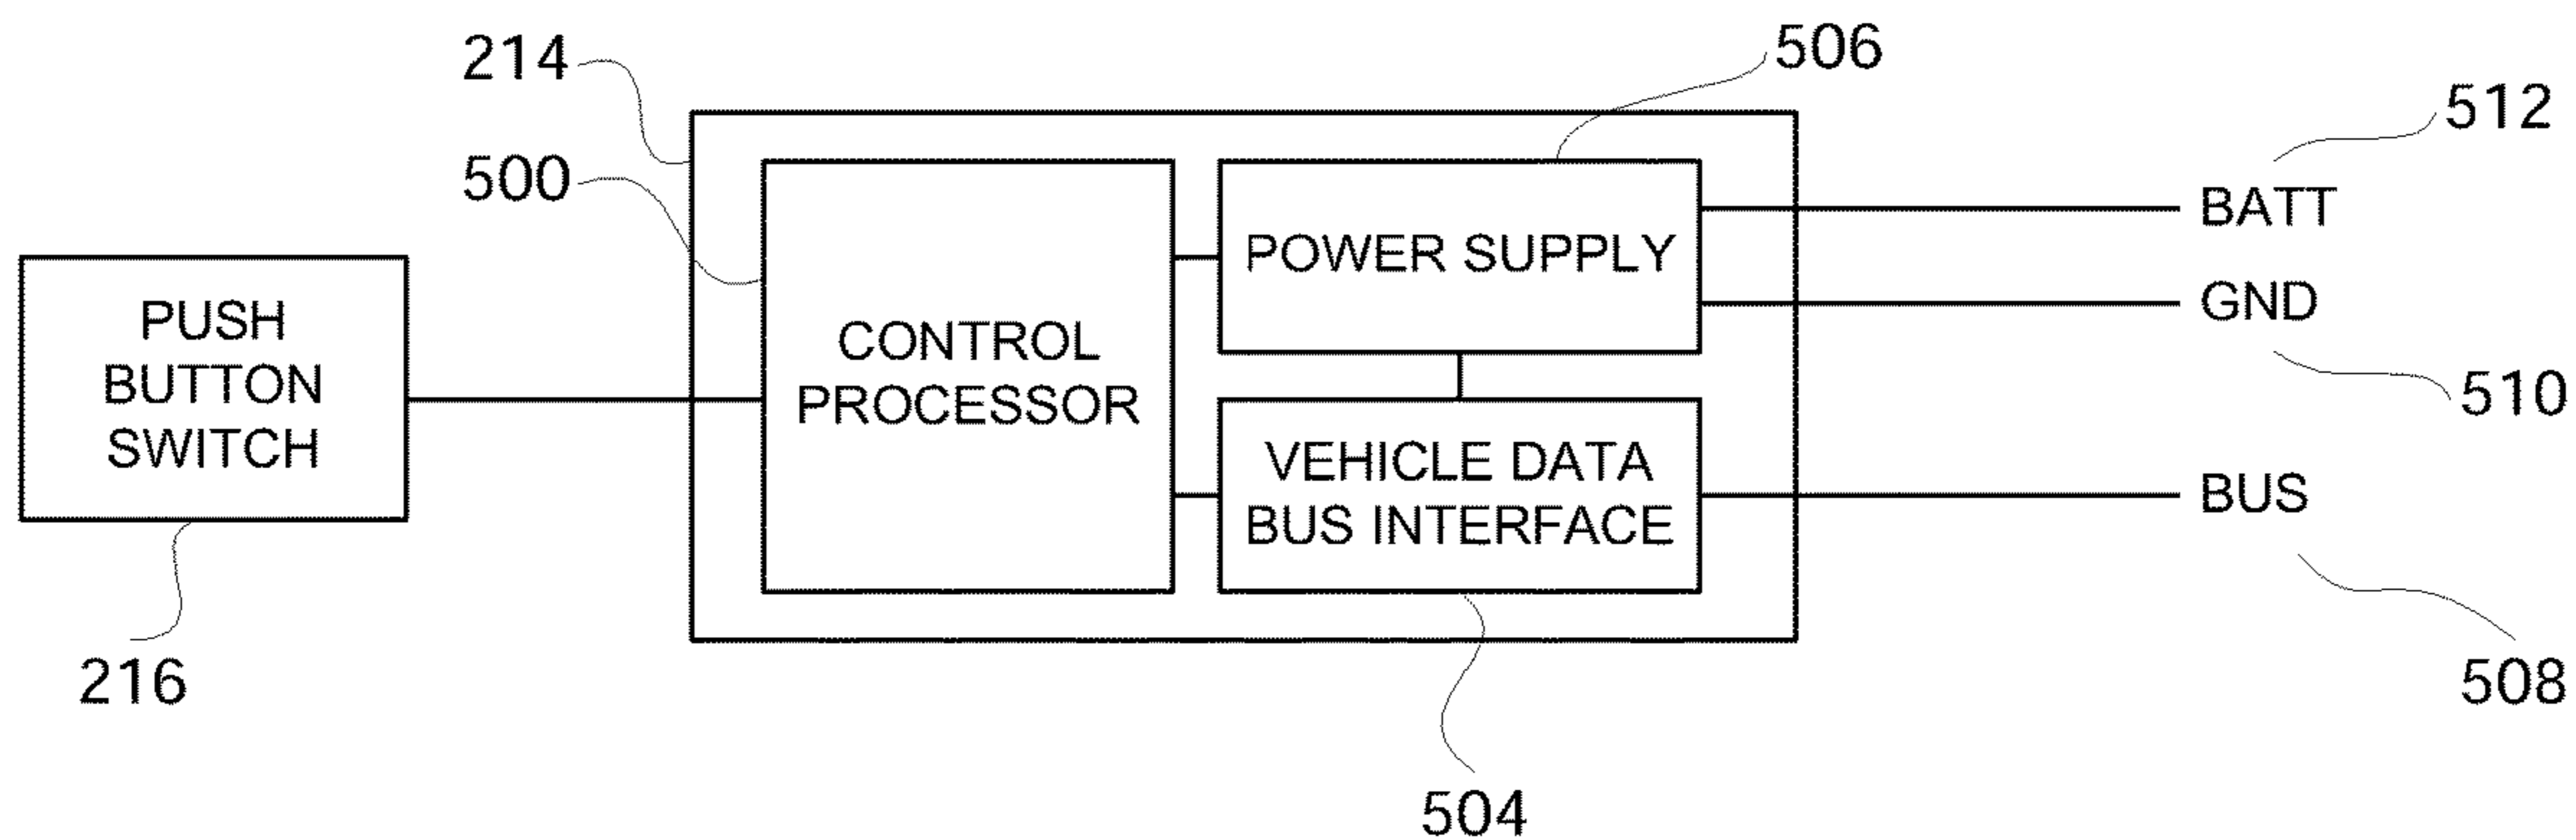 506
214
512
500
BATT
POWER SUPPLY
GND
PUSH
BUTTON
SWITCH
CONTROL
PROCESSOR
510
VEHICLE DATA
BUS INTERFACE
BUS
216
508
504